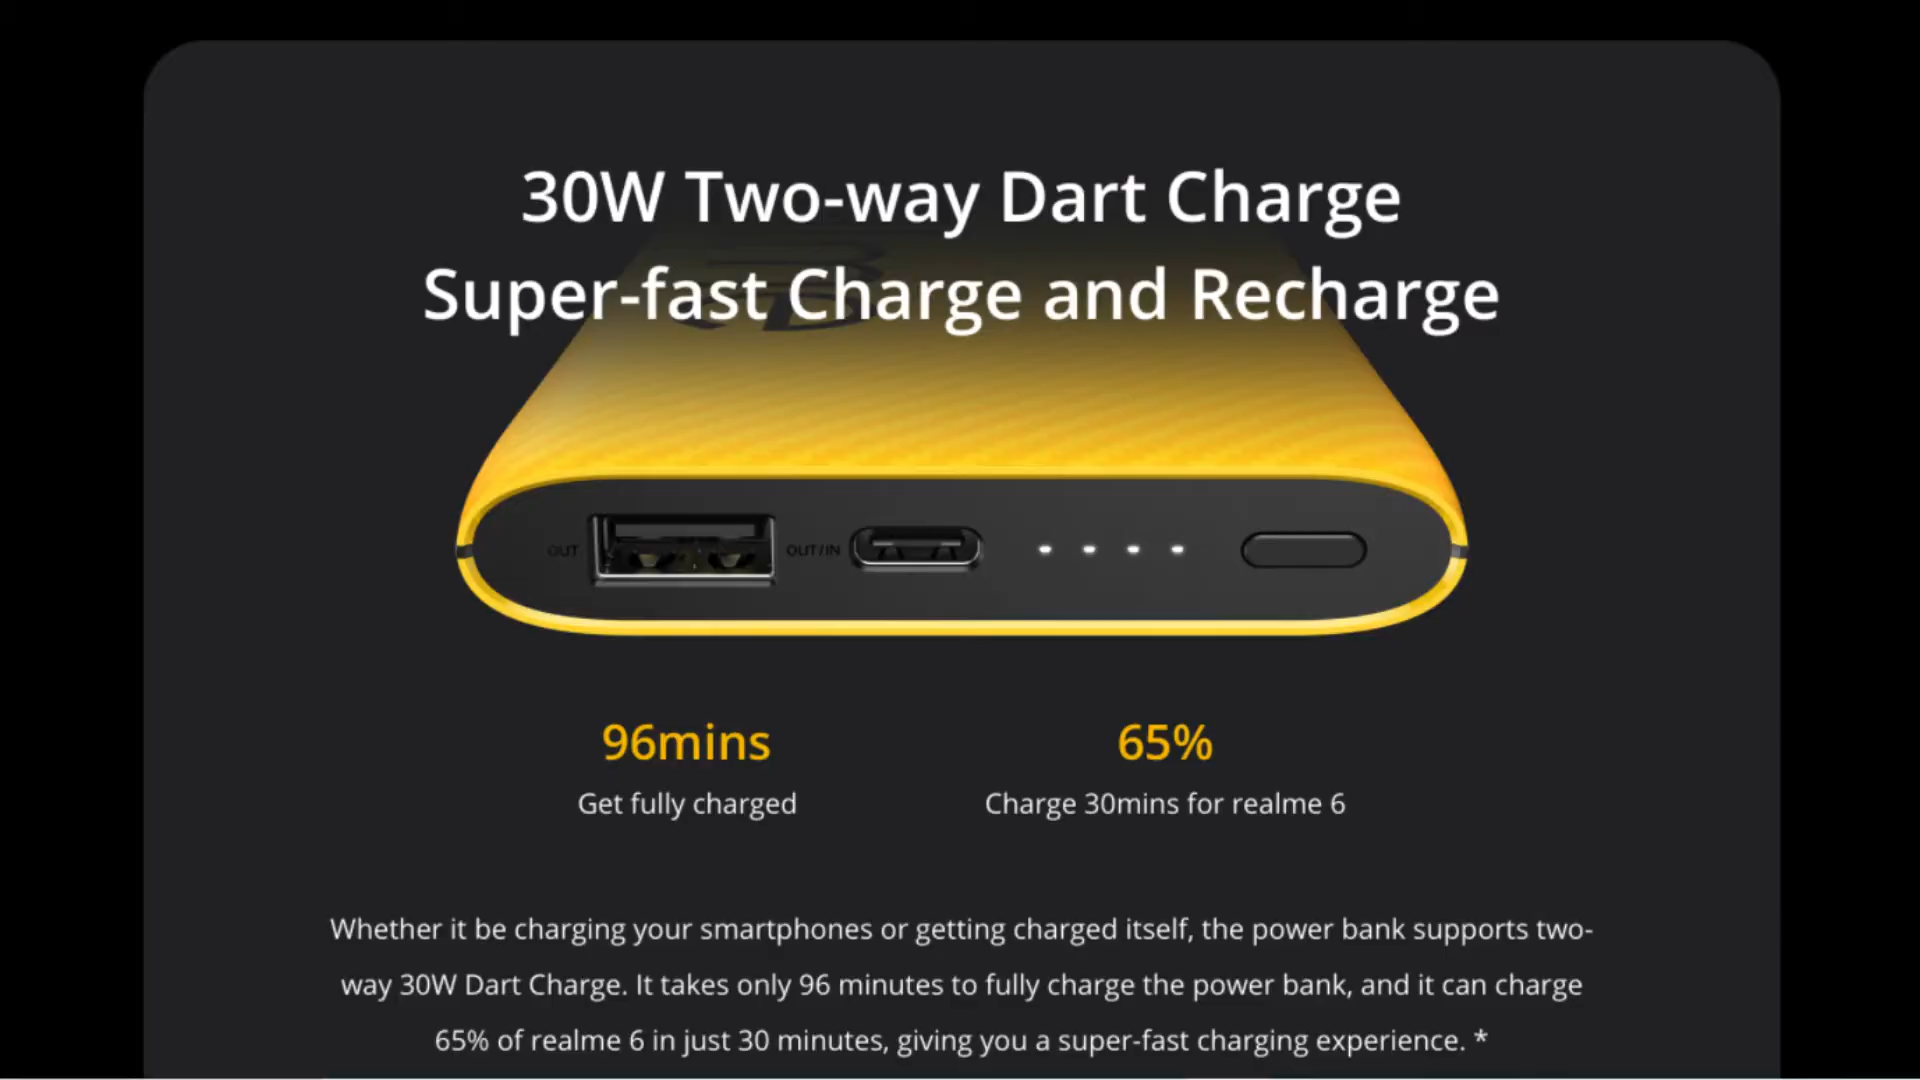 30W Two-way Dart Charge
Super-fast Charge and Recharge
OUT
OUT/IN
96mins
Get fully charged
65%
Charge 30mins for realme 6
Whether it be charging your smartphones or getting charged itself, the power bank supports two-
way 30W Dart Charge. It takes only 96 minutes to fully charge the power bank, and it can charge
65% of realme 6 in just 30 minutes, giving you a super-fast charging experience. *